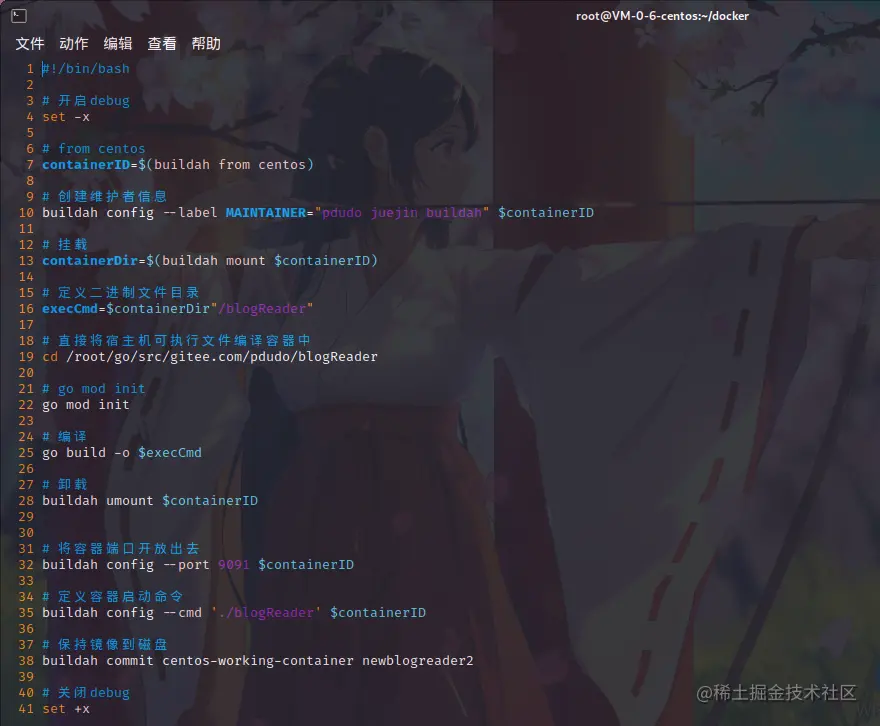 root@VM-0-6-centos:~/docker
文件 动作 编辑 查看 帮助
1 #!/bin/bash
2
3 # 开启debug
4 set -x
5
6 # from centos
7 containerID=$(buildah from centos)
8
9 # 创建维护者信息
10 buildah config --label MAINTAINER="pdudo juejin buildah" $containerID
11
12 # 挂载
13 containerDir=$(buildah mount $containerID)
14
15 # 定义二进制文件目录
16 execCmd=$containerDir"/blogReader"
17
18 # 直接将宿主机可执行文件编译容器中
19 cd /root/go/src/gitee.com/pdudo/blogReader
20
21 # go mod init
22 go mod init
23
24 # 编译
25 go build -o $execCmd
26
27 # 卸载
28 buildah umount $containerID
29
30
31 # 将容器端口开放出去
32 buildah config --port 9091 $containerID
33
34 # 定义容器启动命令
35 buildah config --cmd './blogReader' $containerID
36
37 # 保持镜像到磁盘
38 buildah commit centos-working-container newblogreader2
39
40 # 关闭debug
41 set +x
@稀土掘金技术社区